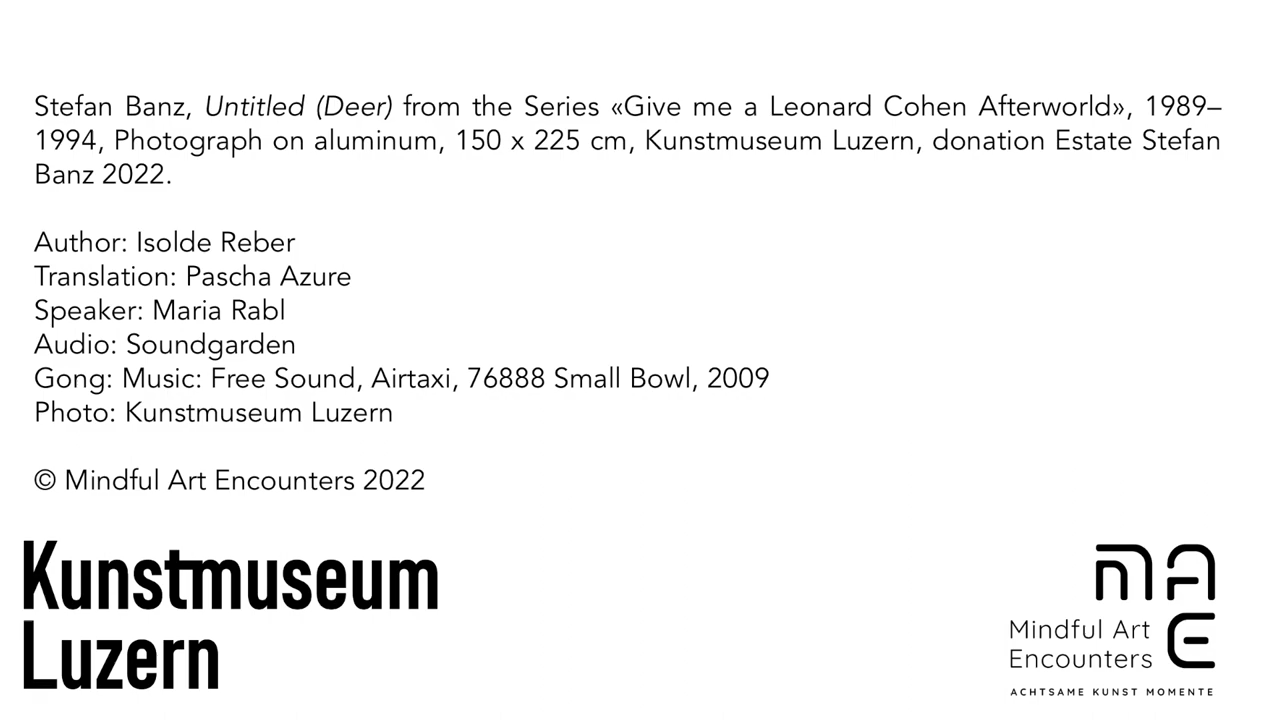 Stefan Banz, Untitled (Deer) from the Series «Give me a Leonard Cohen Afterworld», 1989–
1994, Photograph on aluminum, 150 x 225 cm, Kunstmuseum Luzern, donation Estate Stefan
Banz 2022.
Author: Isolde Reber
Translation: Pascha Azure
Speaker: Maria Rabl
Audio: Soundgarden
Gong: Music: Free Sound, Airtaxi, 76888 Small Bowl, 2009
Photo: Kunstmuseum Luzern
© Mindful Art Encounters 2022
Kunstmuseum
Luzern
MA
E
Mindful Art
Encounters
ACHTSAME KUNST MOMENTE